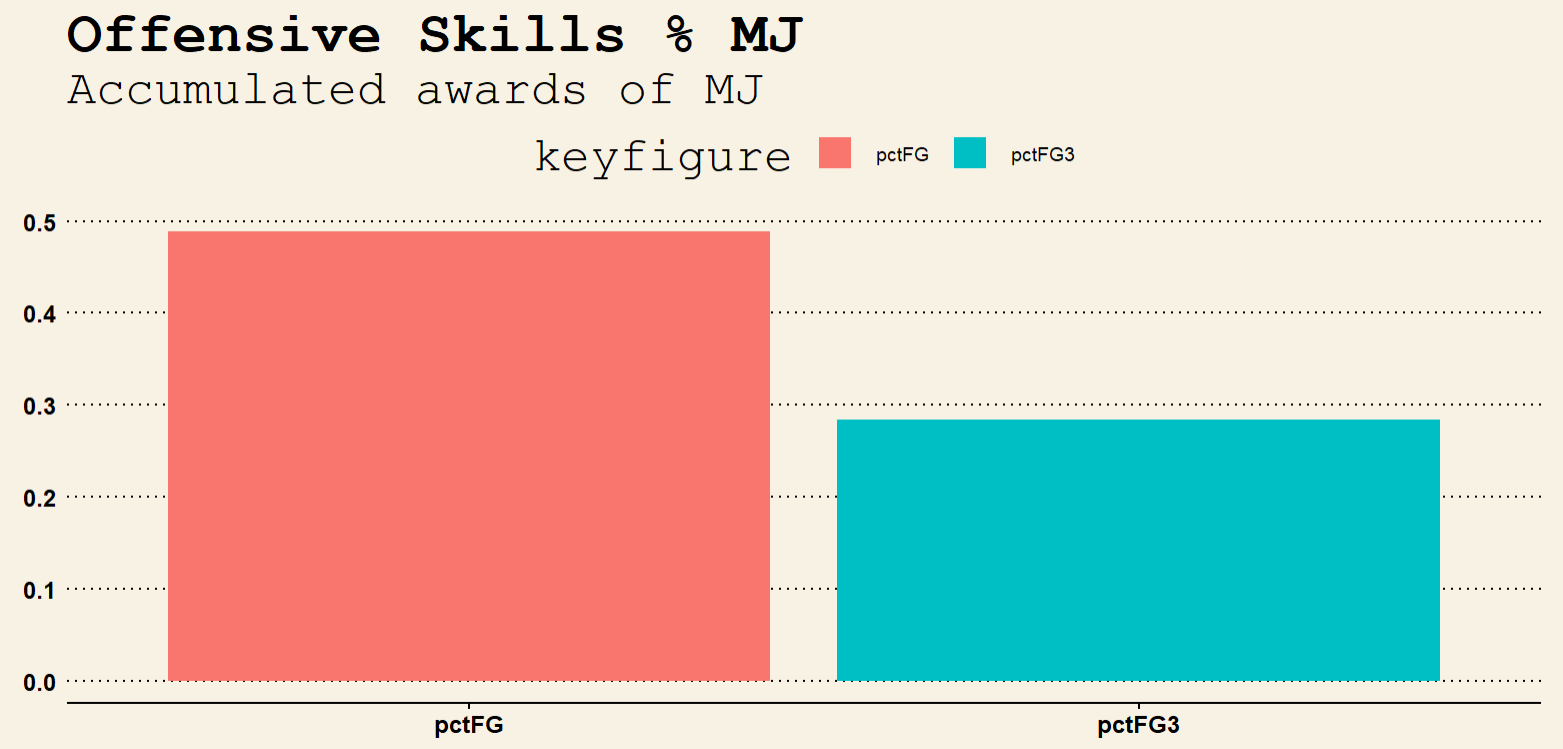 Offensive Skills % MJ
Accumulated awards of MJ
keyfigure pctFG pctFG3
0.5
0.4
0.3
0.2
0.1
0.0
pctFG pctFG3